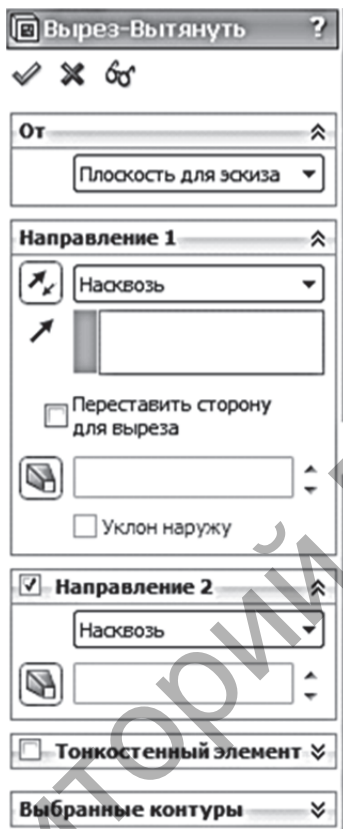 Вырез-Вытянуть ?
От
Плоскость для эскиза
Направление 1
Насквозь
Переставить сторону
для выреза
Уклон наружу
Направление 2
Насквозь
Тонкостенный элемент
Выбранные контуры